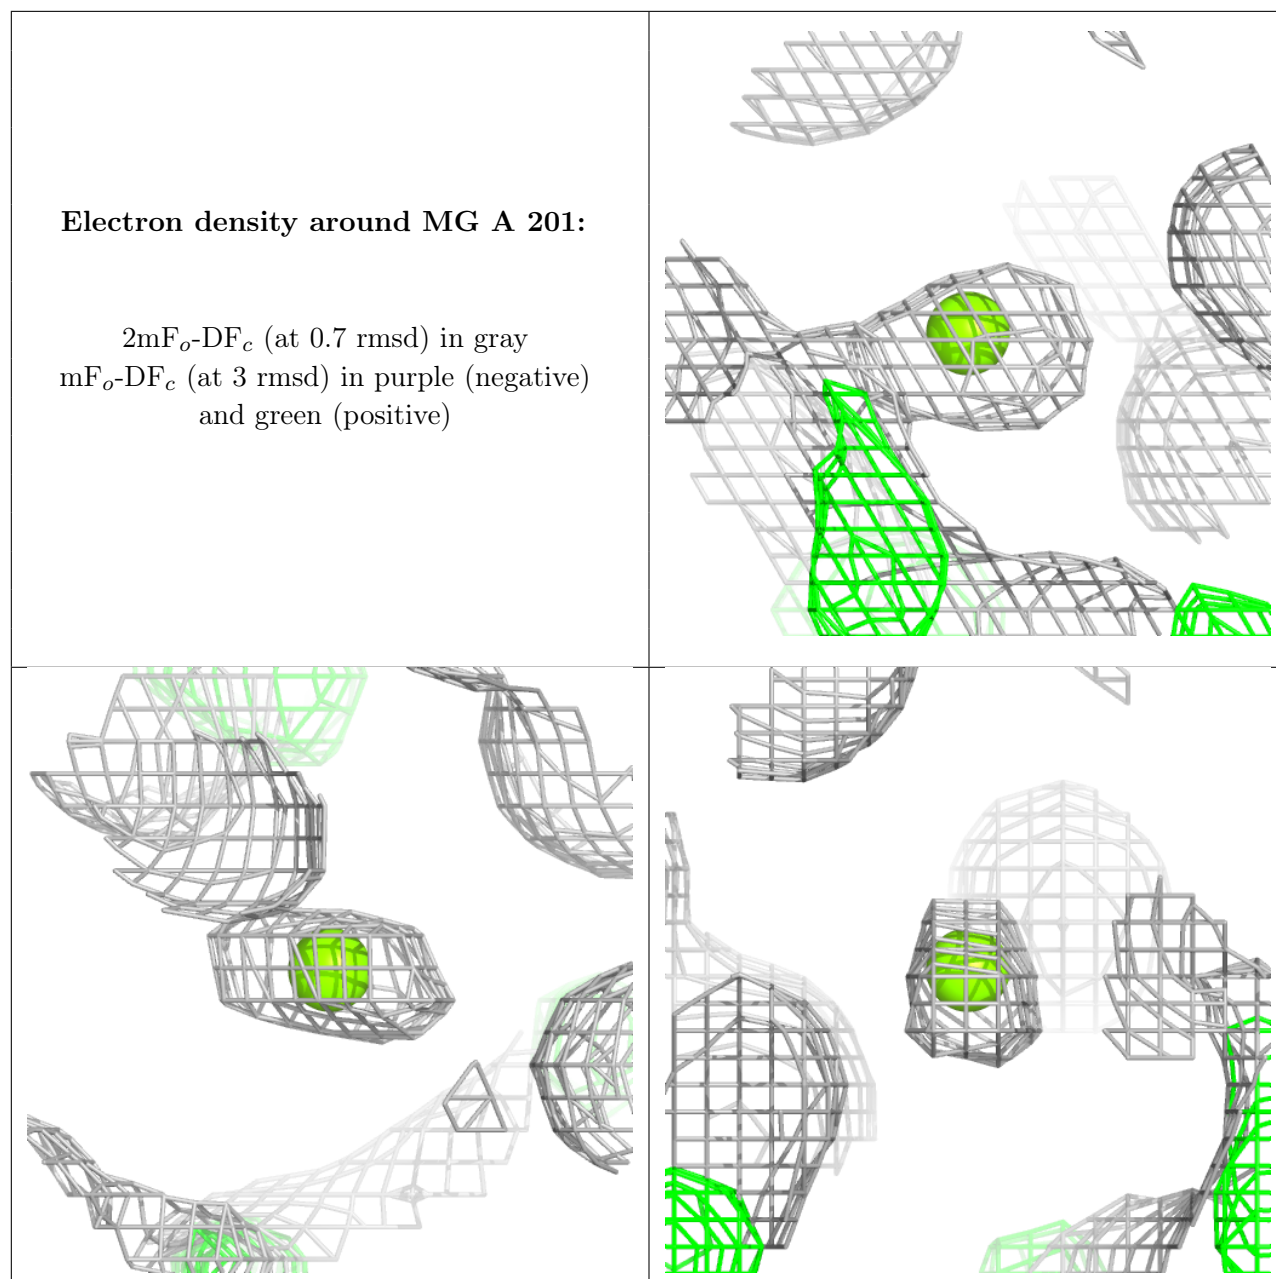 Electron density around MG A 201:
2mFo-DFc (at 0.7 rmsd) in gray
mFo-DFc (at 3 rmsd) in purple (negative)
and green (positive)